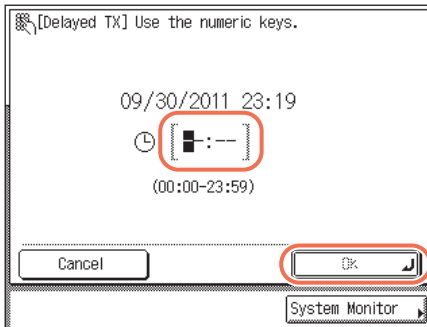 [Delayed TX] Use the numeric keys.
09/30/2011 23:19
[--:--]
(00:00-23:59)
Cancel
OK
System Monitor